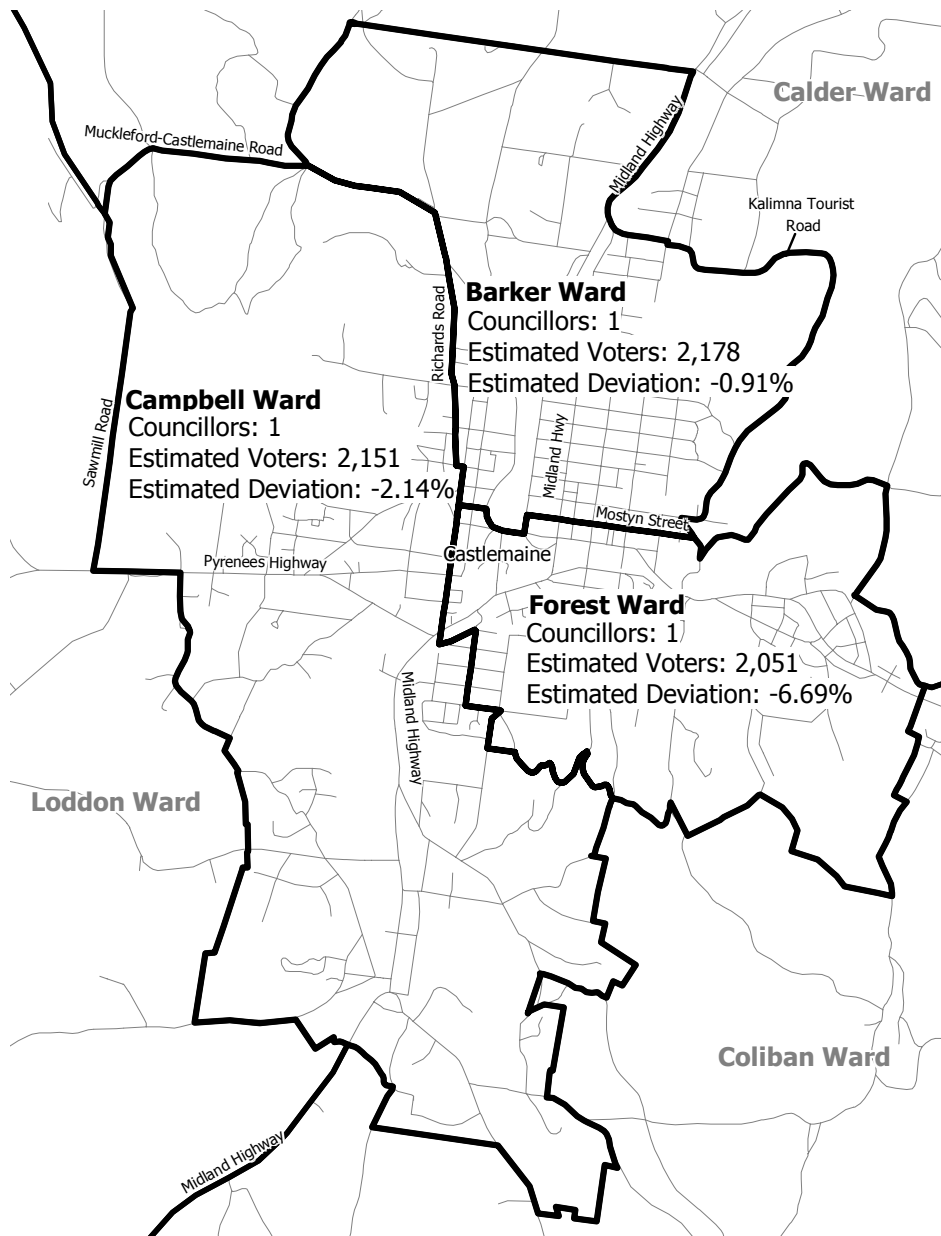 Calder Ward
Midland Highway
Muckleford-Castlemaine Road
Kalimna Tourist
Road
Richards Road
Barker Ward
Councillors: 1
Estimated Voters: 2,178
Estimated Deviation: -0.91%
Sawmill Road
Campbell Ward
Councillors: 1
Estimated Voters: 2,151
Estimated Deviation: -2.14%
Midland Hwy
Mostyn Street
Castlemaine
Pyrenees Highway
Forest Ward
Councillors: 1
Estimated Voters: 2,051
Estimated Deviation: -6.69%
Midland Highway
Loddon Ward
Coliban Ward
Midland Highway